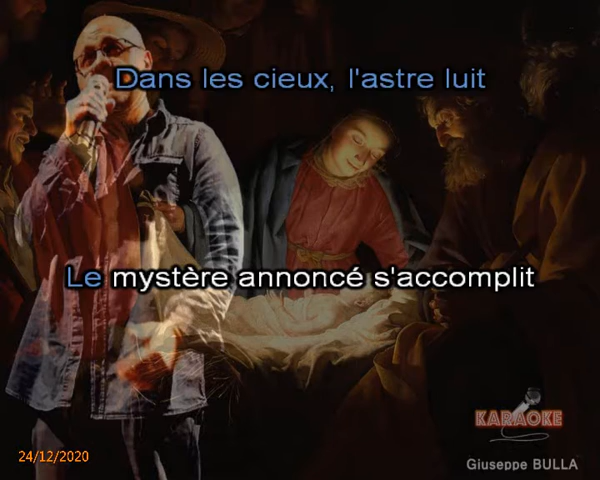 Dans les cieux, l'astre luit
Le mystère annoncé s'accomplit
KARAOKE
24/12/2020
Giuseppe BULLA